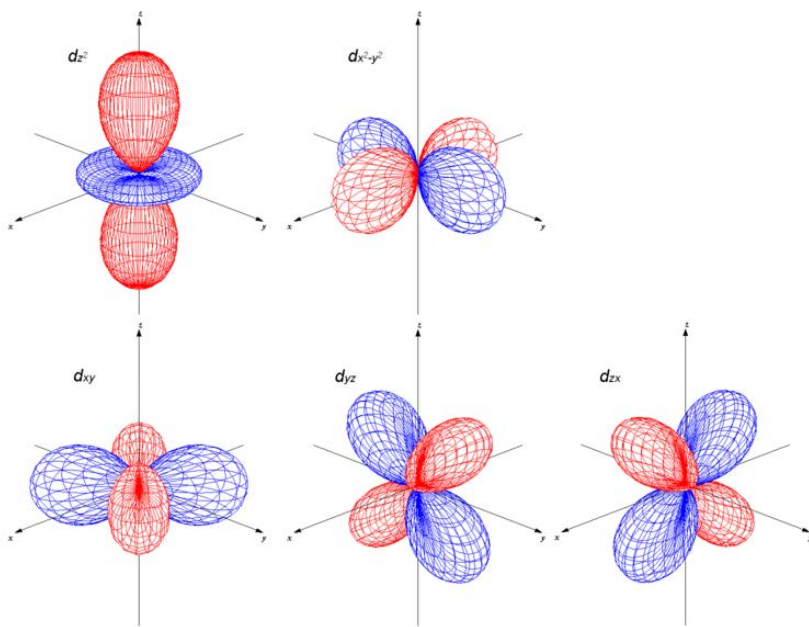 z z
dz² dx²-y²
x y x y
z z z
dxy dyz dzx
x y x y x